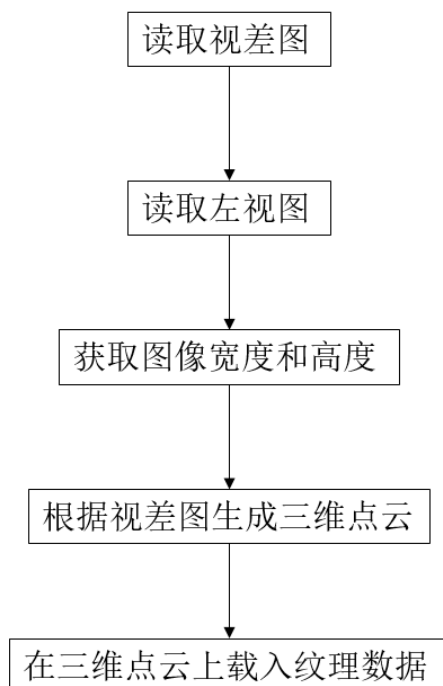 读取视差图
读取左视图
获取图像宽度和高度
根据视差图生成三维点云
在三维点云上载入纹理数据